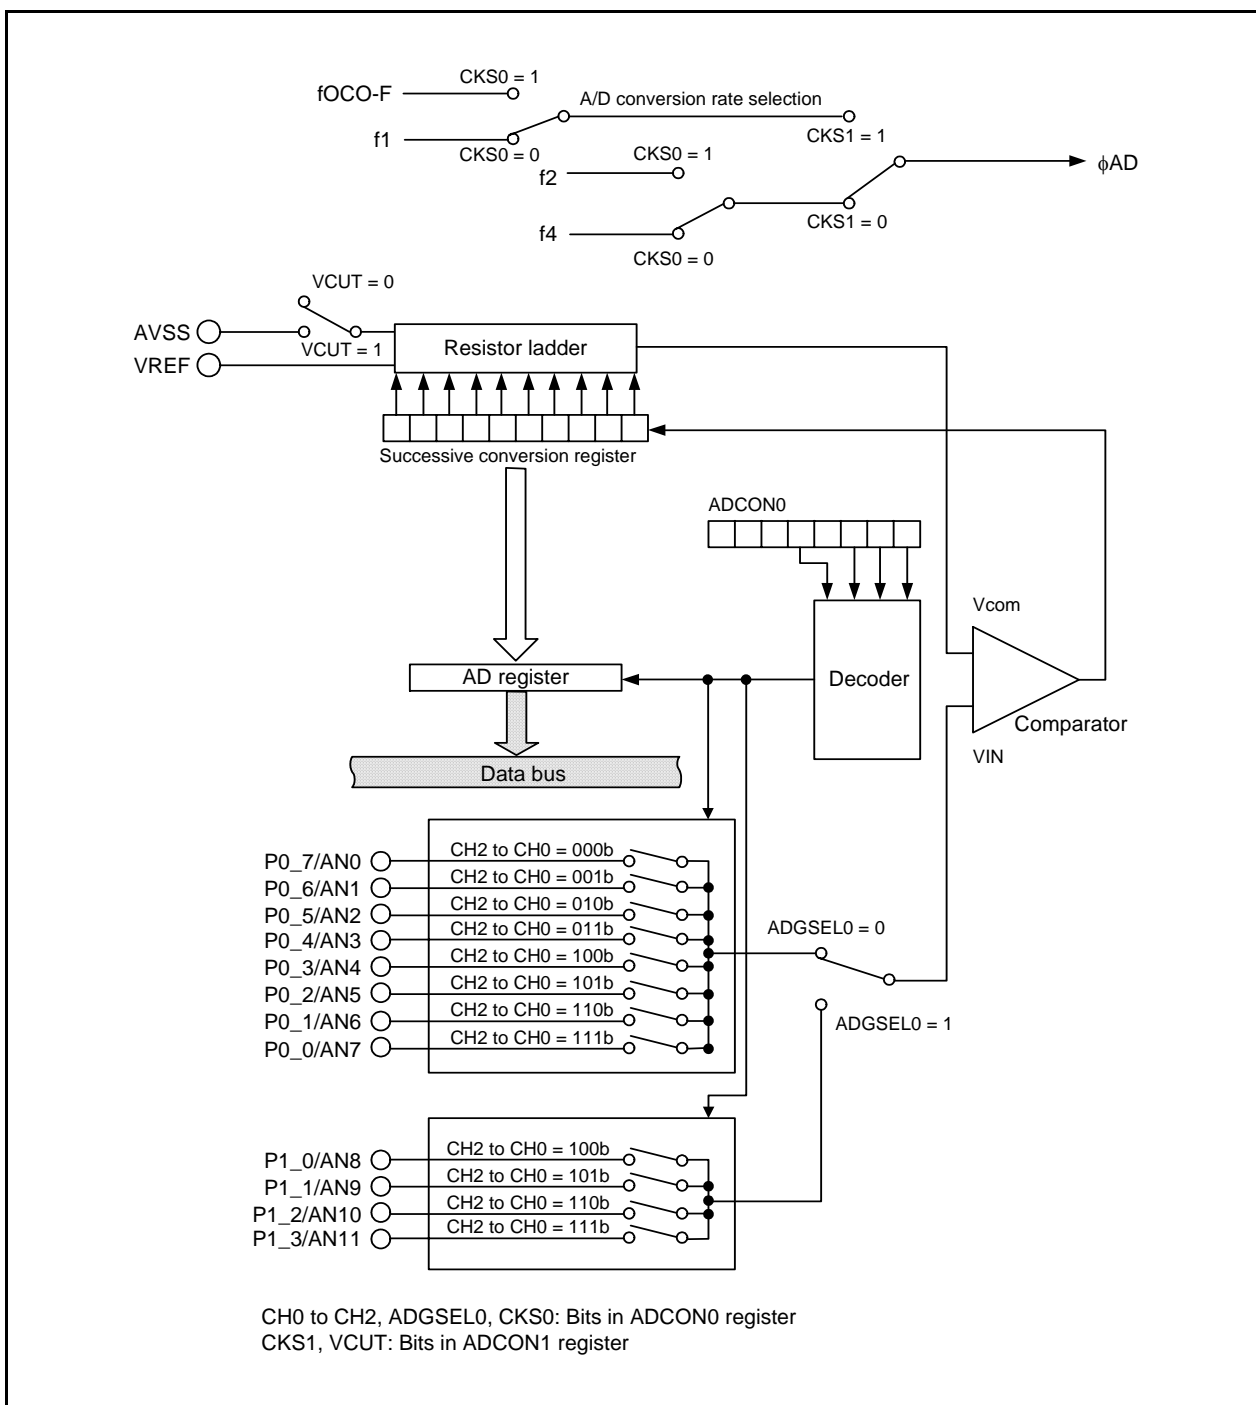 CKS0 = 1
fOCO-F
A/D conversion rate selection
f1
CKS0 = 0
CKS1 = 1
CKS0 = 1
f2
φAD
CKS1 = 0
f4
CKS0 = 0
VCUT = 0
AVSS
VCUT = 1
VREF
Resistor ladder
Successive conversion register
ADCON0
Vcom
Decoder
AD register
Comparator
VIN
Data bus
P0_7/AN0 CH2 to CH0 = 000b
P0_6/AN1 CH2 to CH0 = 001b
P0_5/AN2 CH2 to CH0 = 010b
P0_4/AN3 CH2 to CH0 = 011b
P0_3/AN4 CH2 to CH0 = 100b
P0_2/AN5 CH2 to CH0 = 101b
P0_1/AN6 CH2 to CH0 = 110b
P0_0/AN7 CH2 to CH0 = 111b
ADGSEL0 = 0
ADGSEL0 = 1
P1_0/AN8 CH2 to CH0 = 100b
P1_1/AN9 CH2 to CH0 = 101b
P1_2/AN10 CH2 to CH0 = 110b
P1_3/AN11 CH2 to CH0 = 111b
CH0 to CH2, ADGSEL0, CKS0: Bits in ADCON0 register
CKS1, VCUT: Bits in ADCON1 register